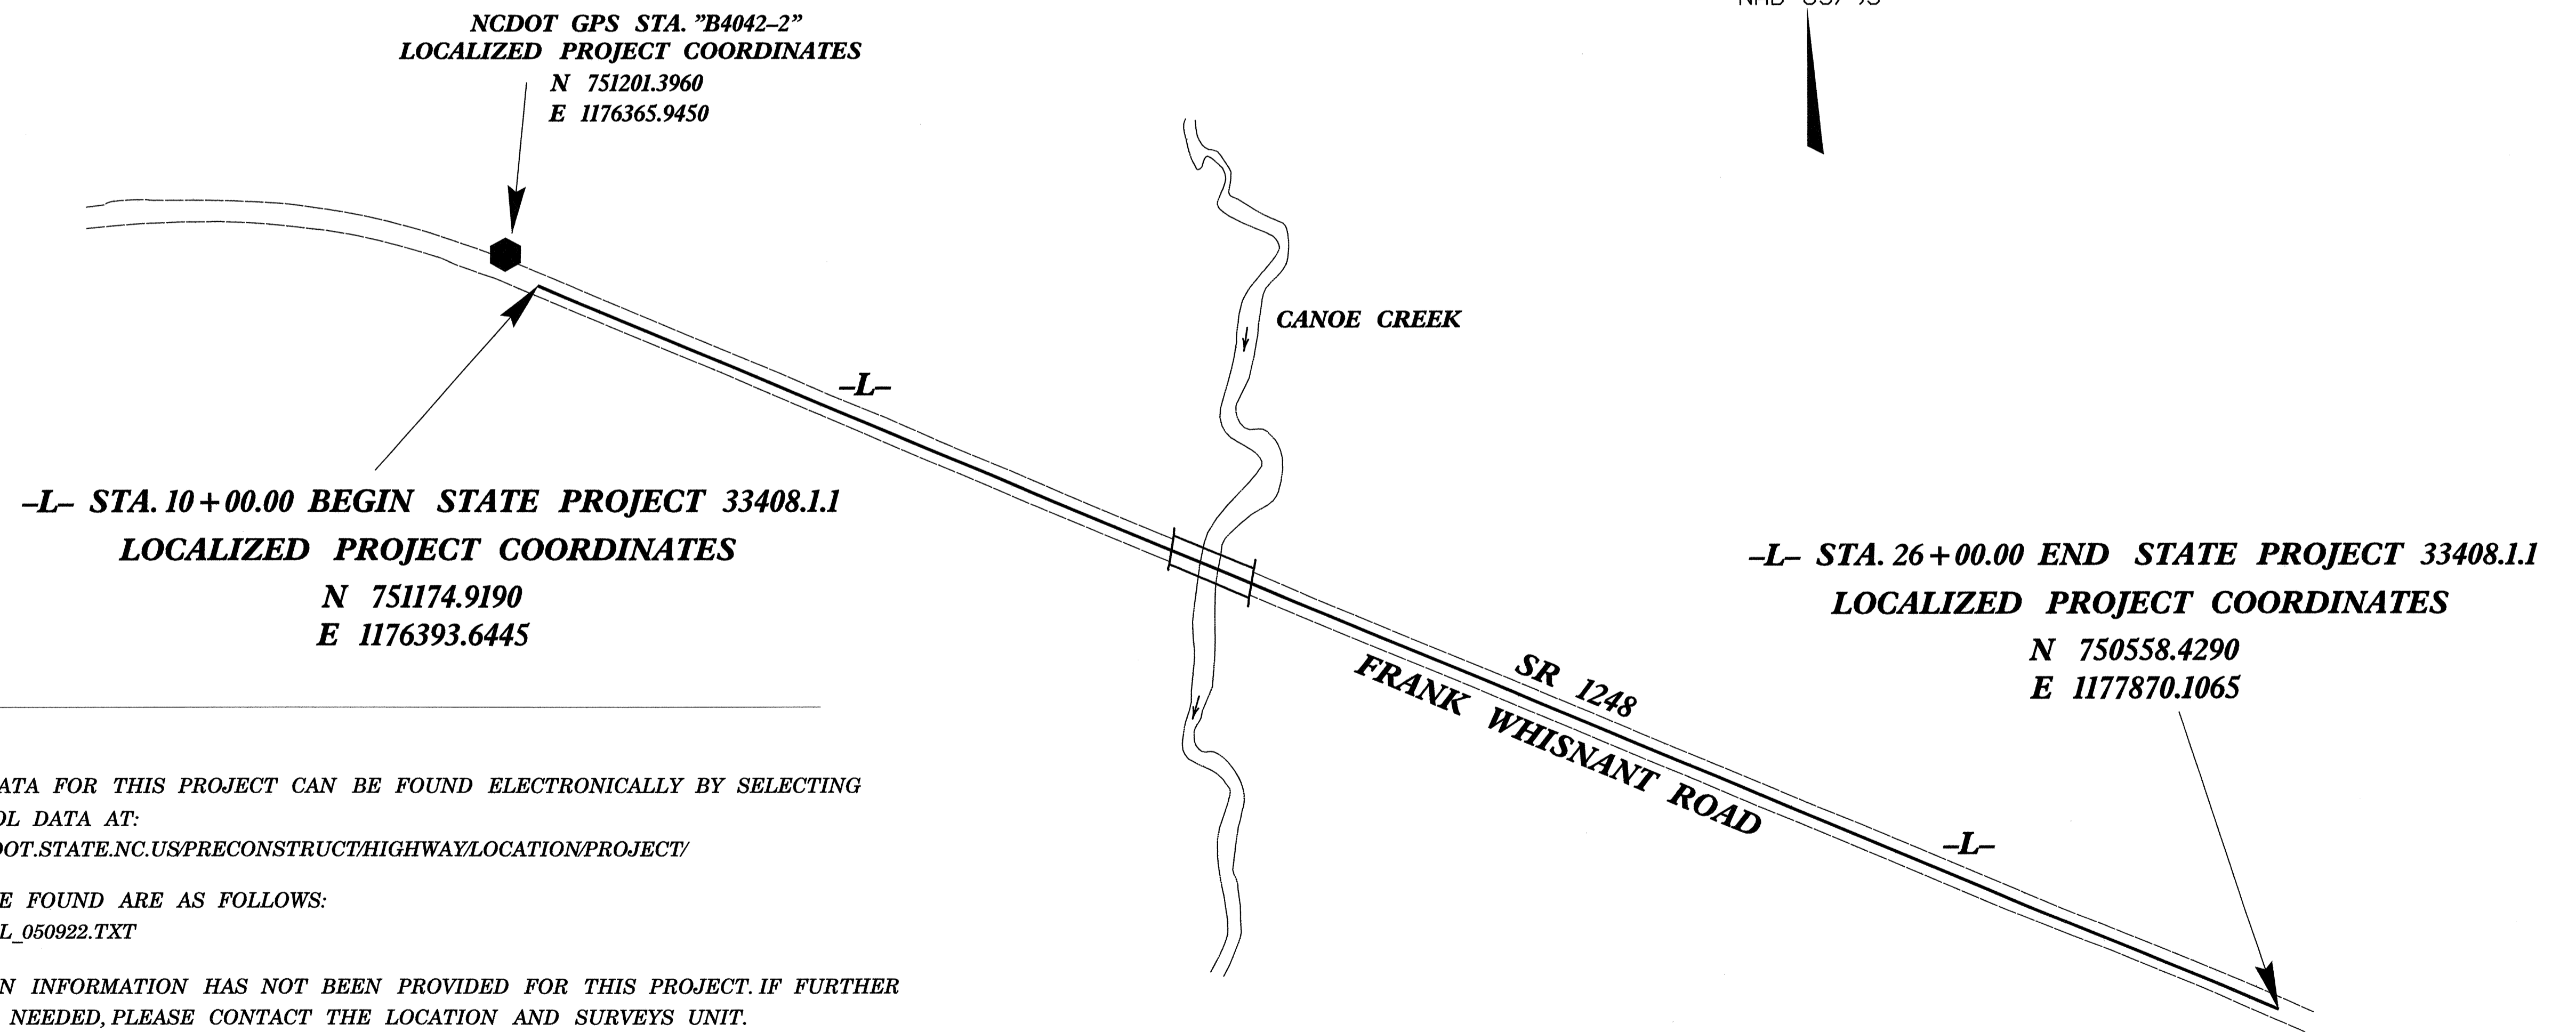 NCDOT GPS STA. "B4042-2"
LOCALIZED PROJECT COORDINATES
N 751201.3960
E 1176365.9450
CANOE CREEK
-L-
-L- STA. 10+00.00 BEGIN STATE PROJECT 33408.1.1
LOCALIZED PROJECT COORDINATES
N 751174.9190
E 1176393.6445
-L- STA. 26+00.00 END STATE PROJECT 33408.1.1
LOCALIZED PROJECT COORDINATES
N 750558.4290
E 1177870.1065
SR 1248
FRANK WHISNANT ROAD
-L-
ATA FOR THIS PROJECT CAN BE FOUND ELECTRONICALLY BY SELECTING
OL DATA AT:
DOT.STATE.NC.US/PRECONSTRUCT/HIGHWAY/LOCATION/PROJECT/
E FOUND ARE AS FOLLOWS:
L_050922.TXT
N INFORMATION HAS NOT BEEN PROVIDED FOR THIS PROJECT. IF FURTHER
NEEDED, PLEASE CONTACT THE LOCATION AND SURVEYS UNIT.